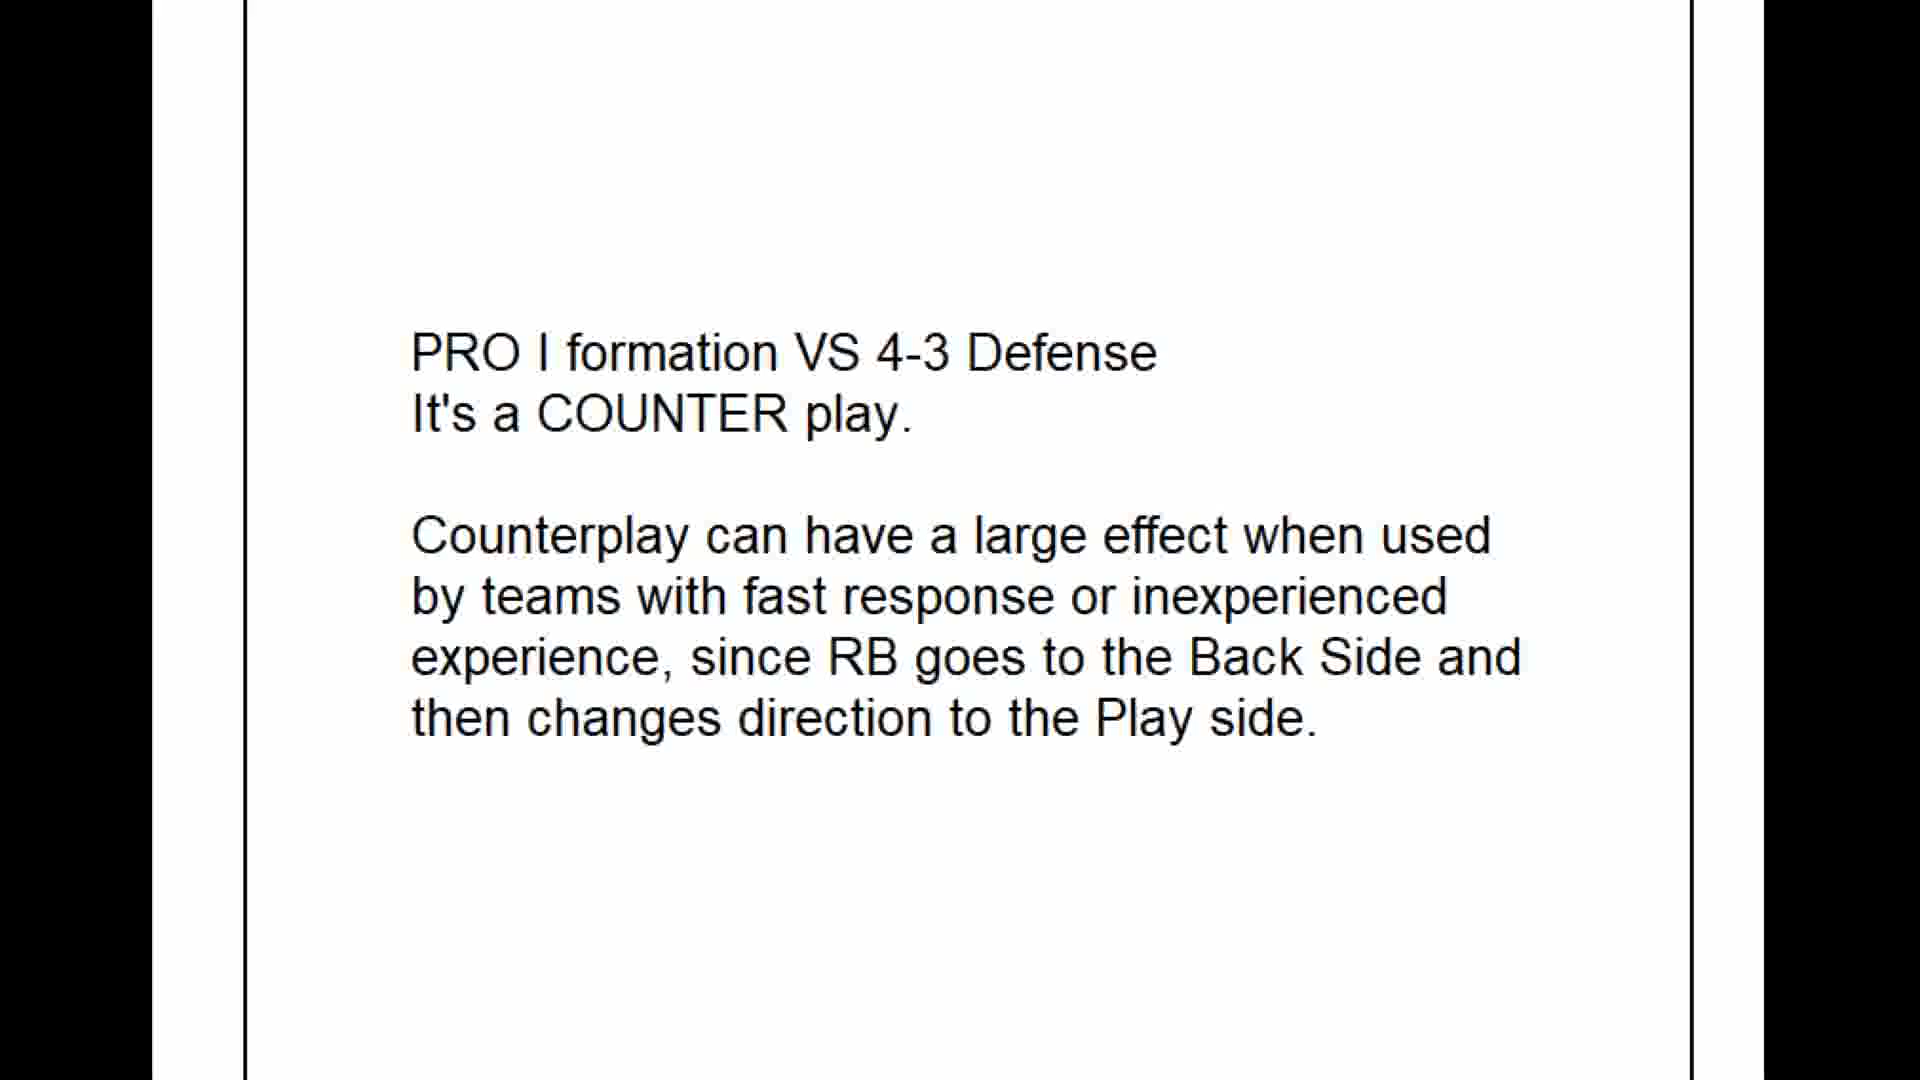 PRO I formation VS 4-3 Defense
It's a COUNTER play.
Counterplay can have a large effect when used
by teams with fast response or inexperienced
experience, since RB goes to the Back Side and
then changes direction to the Play side.